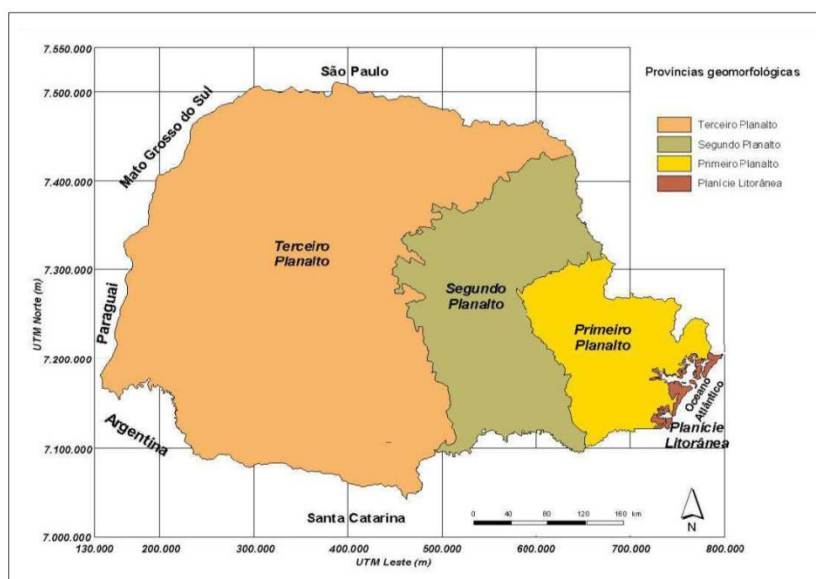 7.550.000
São Paulo
Províncias geomorfológicas
7.500.000
Mato Grosso do Sul
Terceiro Planalto
Segundo Planalto
Primeiro Planalto
Planície Litorânea
7.400.000
Terceiro
Planalto
7.300.000
Segundo
Planalto
UTM Norte (m)
Paraguai
Primeiro
Planalto
7.200.000
Oceano
Atlântico
Argentina
Planície
Litorânea
7.100.000
Santa Catarina
0 40 80 120 160 km
N
7.000.000
130.000 200.000 300.000 400.000 500.000 600.000 700.000 800.000
UTM Leste (m)